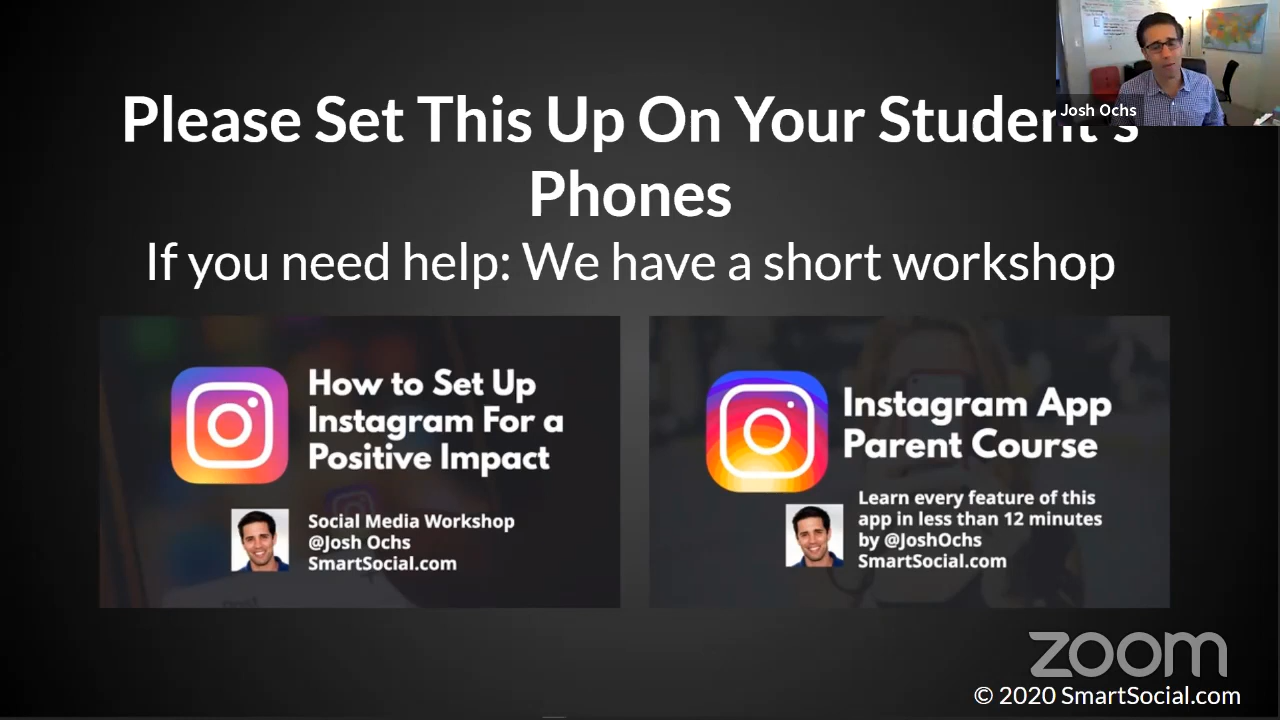 Please Set This Up On Your Student's
Phones
If you need help: We have a short workshop
How to Set Up
Instagram For a
Positive Impact
Social Media Workshop
@Josh Ochs
SmartSocial.com
Instagram App
Parent Course
Learn every feature of this
app in less than 12 minutes
by @JoshOchs
SmartSocial.com
Josh Ochs
zoom
© 2020 SmartSocial.com